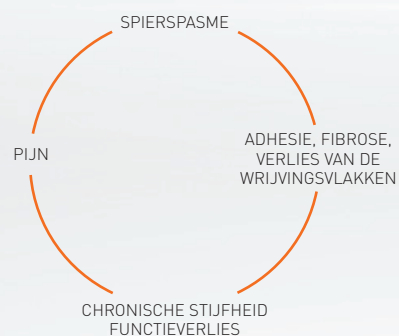 SPIERSPASME
ADHESIE, FIBROSE,
VERLIES VAN DE
WRIJVINGSVLAKKEN
PIJN
CHRONISCHE STIJFHEID
FUNCTIEVERLIES